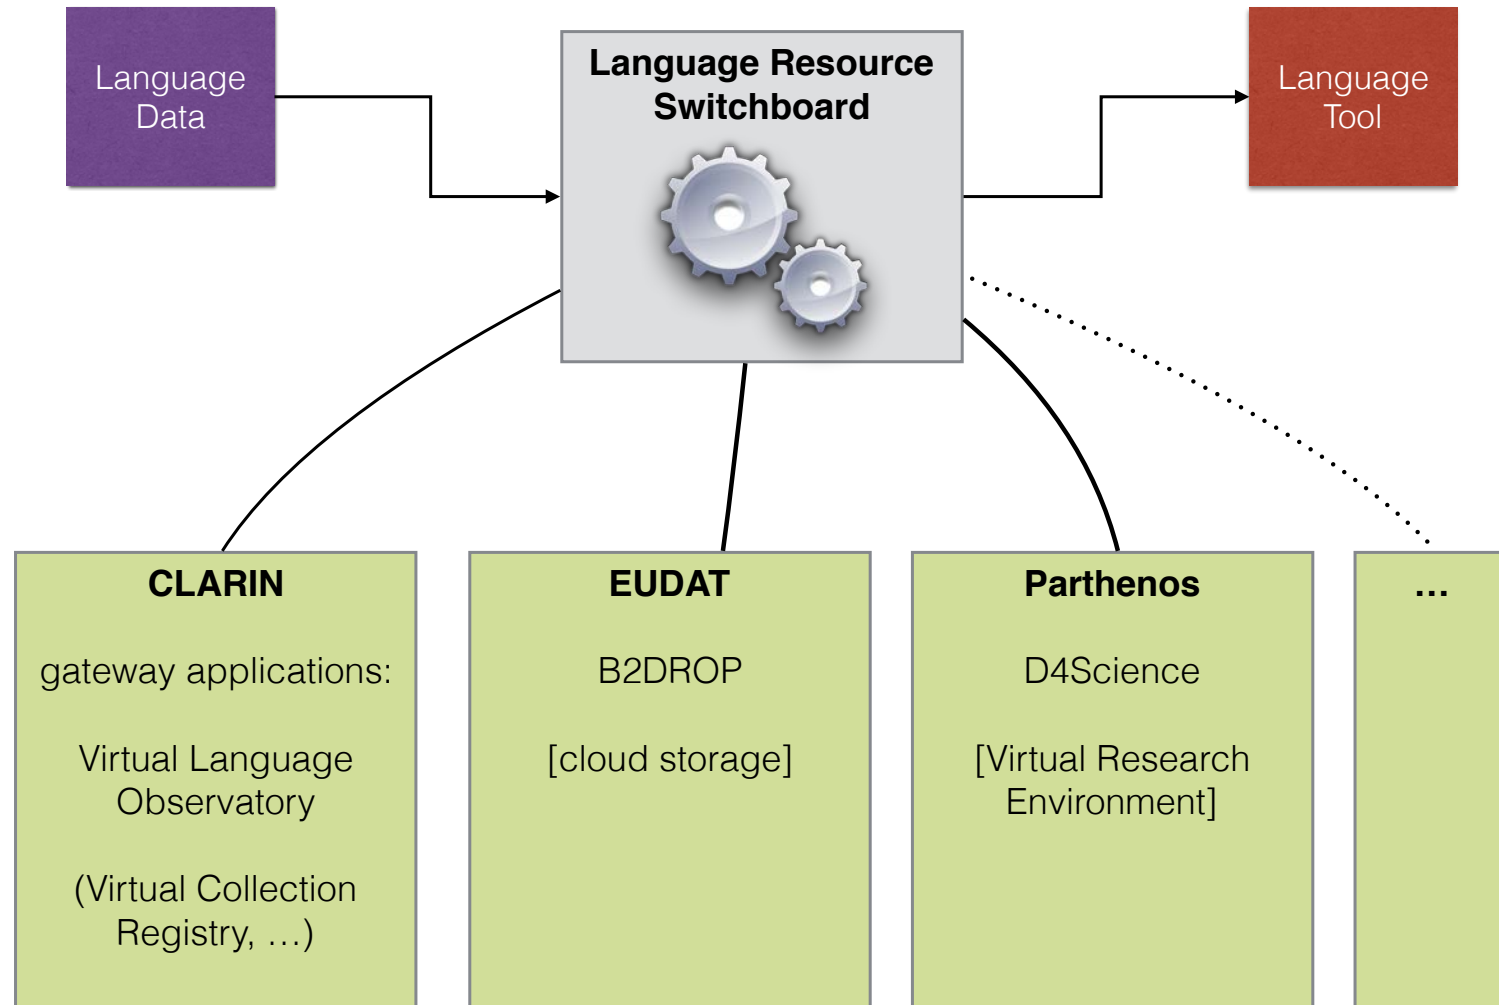 Language
Data
Language Resource
Switchboard
Language
Tool
CLARIN
gateway applications:
Virtual Language
Observatory
(Virtual Collection
Registry, …)
EUDAT
B2DROP
[cloud storage]
Parthenos
D4Science
[Virtual Research
Environment]
…